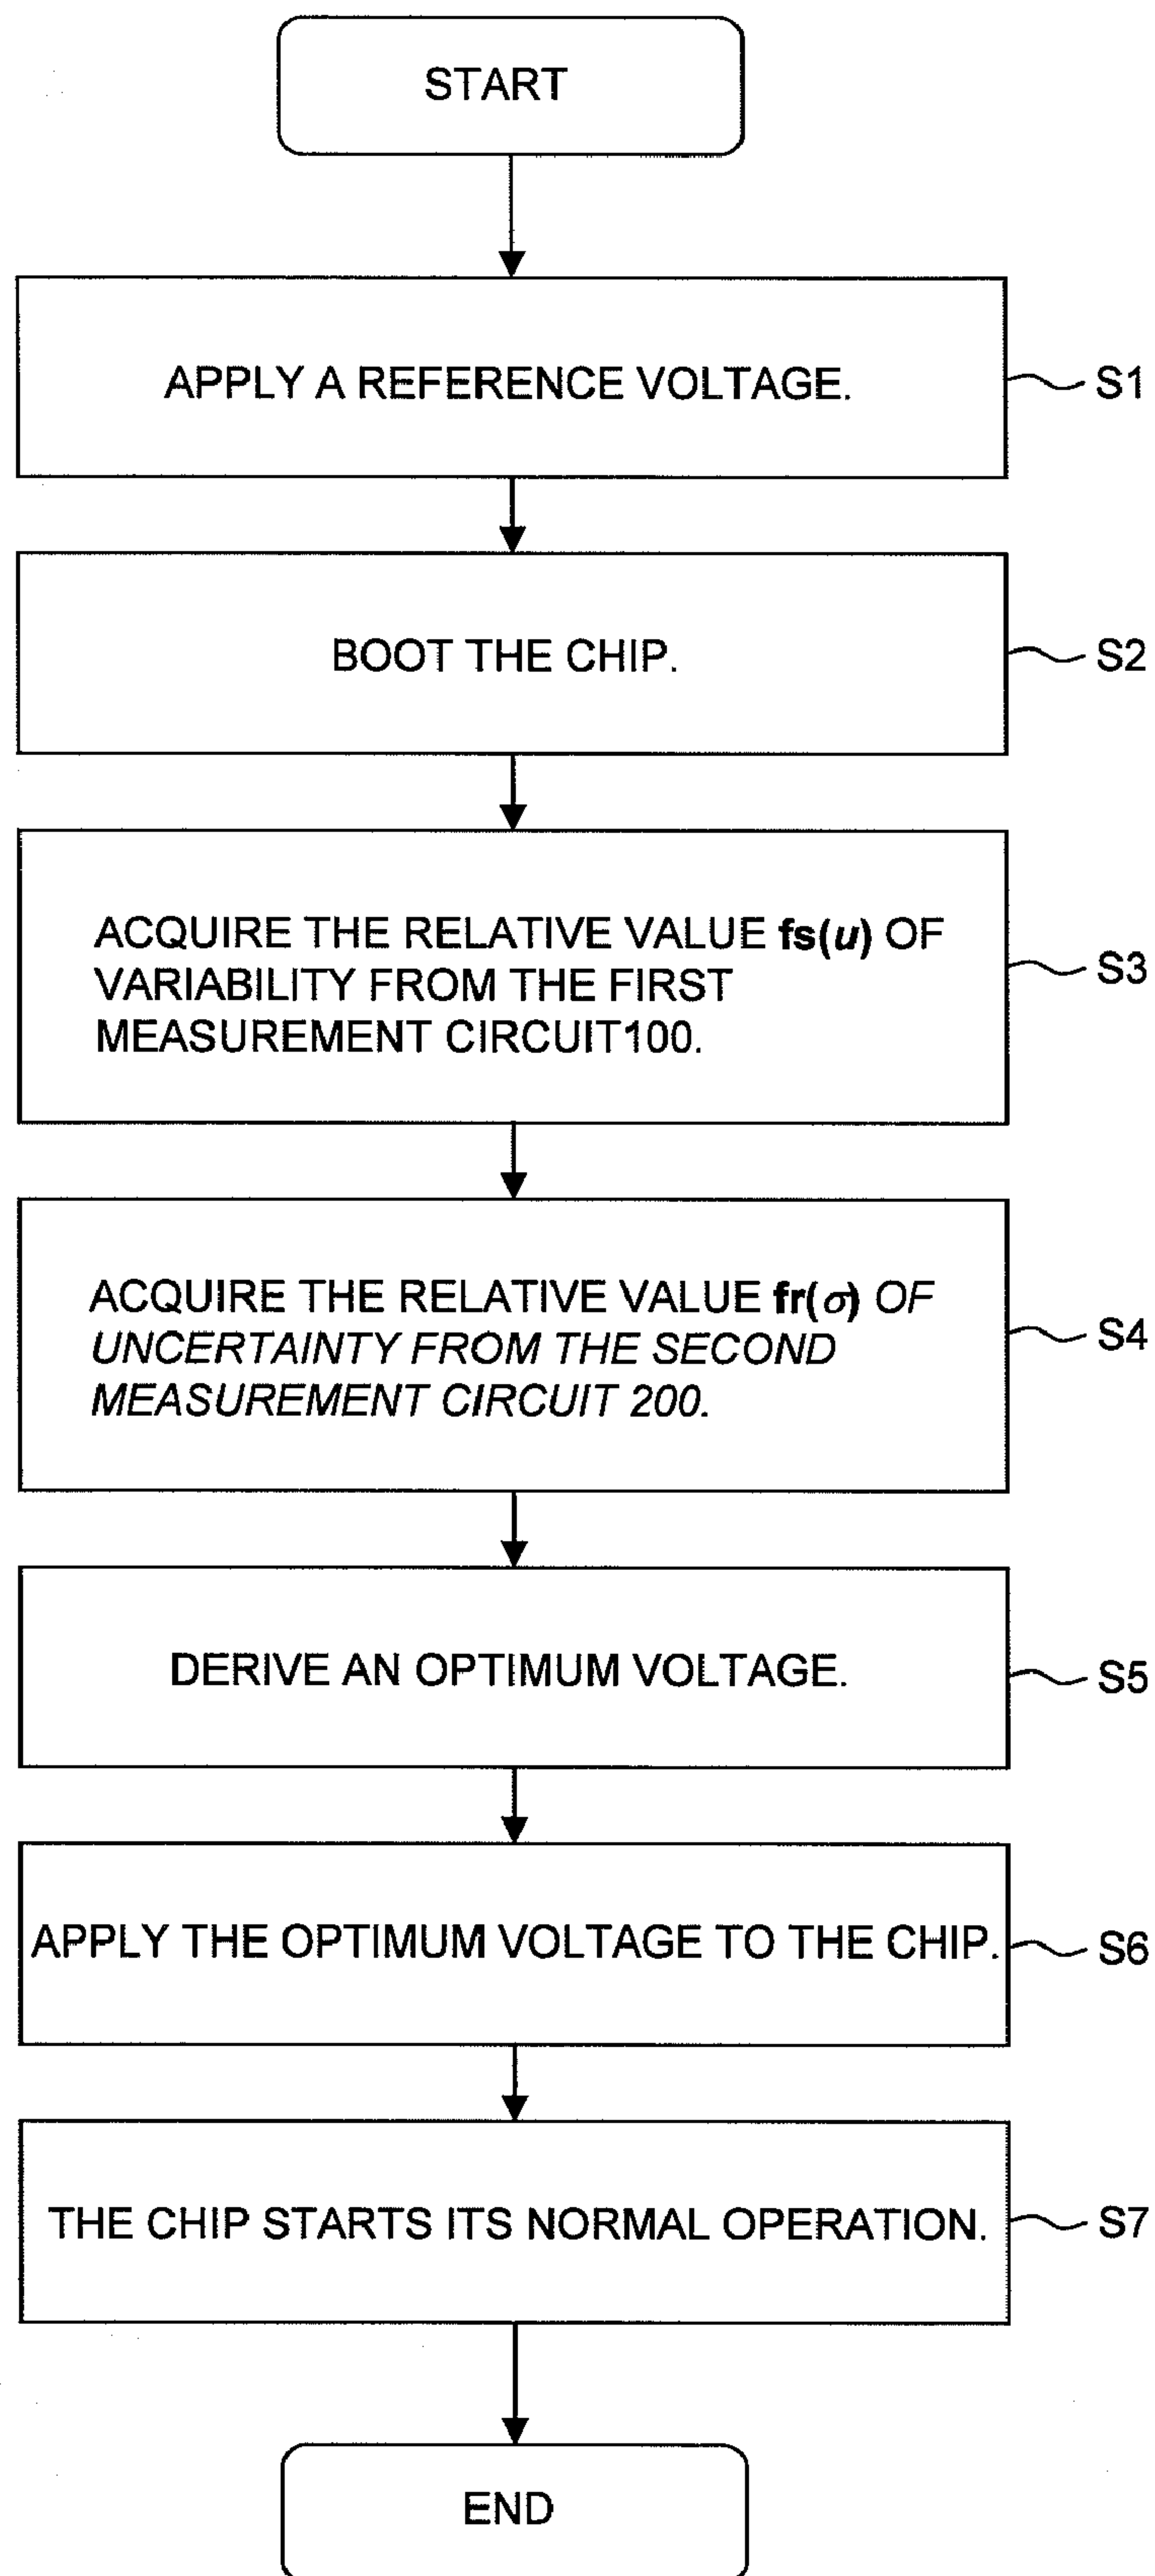 START
APPLY A REFERENCE VOLTAGE.
S1
BOOT THE CHIP.
S2
ACQUIRE THE RELATIVE VALUE fs(u) OF
VARIABILITY FROM THE FIRST
MEASUREMENT CIRCUIT100.
S3
ACQUIRE THE RELATIVE VALUE fr(σ) OF
UNCERTAINTY FROM THE SECOND
MEASUREMENT CIRCUIT 200.
S4
DERIVE AN OPTIMUM VOLTAGE.
S5
APPLY THE OPTIMUM VOLTAGE TO THE CHIP.
S6
THE CHIP STARTS ITS NORMAL OPERATION.
S7
END